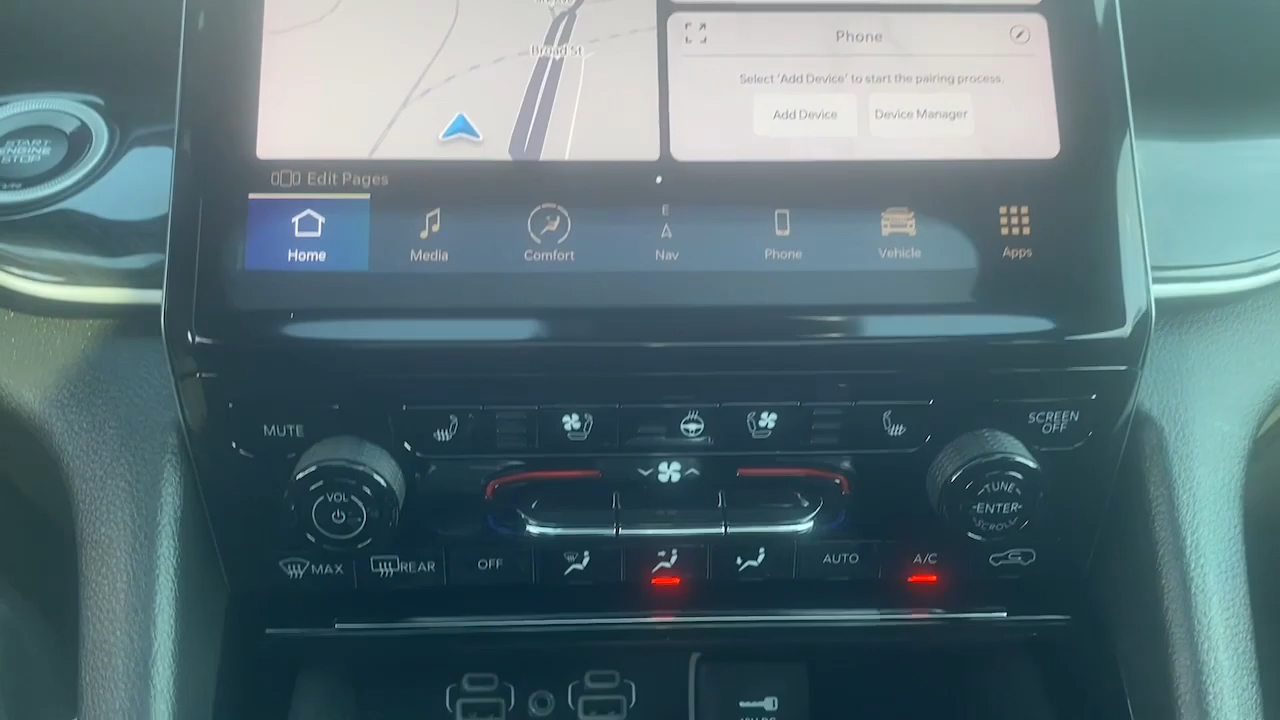 Broad St
Phone
Select 'Add Device' to start the pairing process.
Add Device
Device Manager
START
ENGINE
STOP
Edit Pages
E
Home
Media
Comfort
Nav
Phone
Vehicle
Apps
MUTE
SCREEN
OFF
VOL
TUNE
ENTER
SCROLL
MAX
REAR
OFF
AUTO
A/C